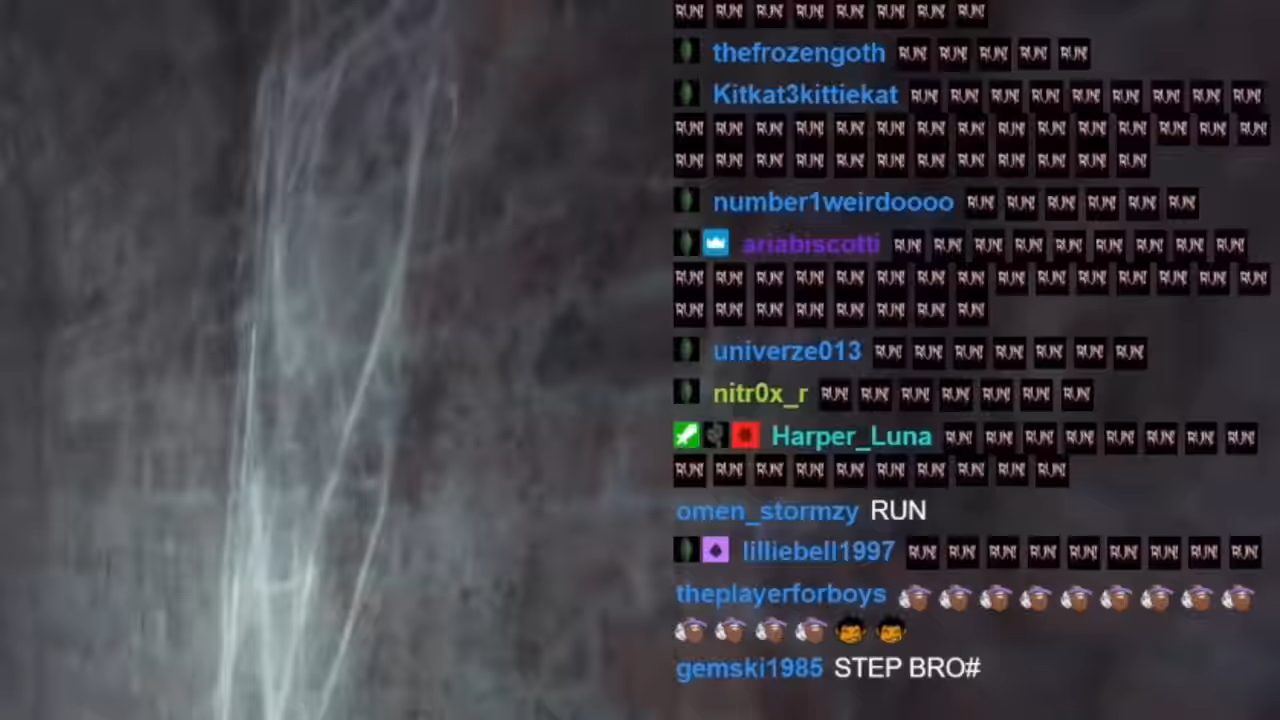 RUN! RUN! RUN! RUN! RUN! RUN! RUN! RUN!
thefrozengoth RUN! RUN! RUN! RUN! RUN!
Kitkat3kittiekat RUN! RUN! RUN! RUN! RUN! RUN! RUN! RUN! RUN!
RUN! RUN! RUN! RUN! RUN! RUN! RUN! RUN! RUN! RUN! RUN! RUN! RUN! RUN! RUN!
RUN! RUN! RUN! RUN! RUN! RUN! RUN! RUN! RUN! RUN! RUN! RUN!
number1weirdoooo RUN! RUN! RUN! RUN! RUN! RUN!
ariabiscotti RUN! RUN! RUN! RUN! RUN! RUN! RUN! RUN! RUN!
RUN! RUN! RUN! RUN! RUN! RUN! RUN! RUN! RUN! RUN! RUN! RUN! RUN! RUN! RUN!
RUN! RUN! RUN! RUN! RUN! RUN! RUN! RUN!
univerze013 RUN! RUN! RUN! RUN! RUN! RUN! RUN!
nitr0x_r RUN! RUN! RUN! RUN! RUN! RUN! RUN!
Harper_Luna RUN! RUN! RUN! RUN! RUN! RUN! RUN! RUN!
RUN! RUN! RUN! RUN! RUN! RUN! RUN! RUN! RUN! RUN!
omen_stormzy RUN
lilliebell1997 RUN! RUN! RUN! RUN! RUN! RUN! RUN! RUN! RUN!
theplayerforboys
gemski1985 STEP BRO#